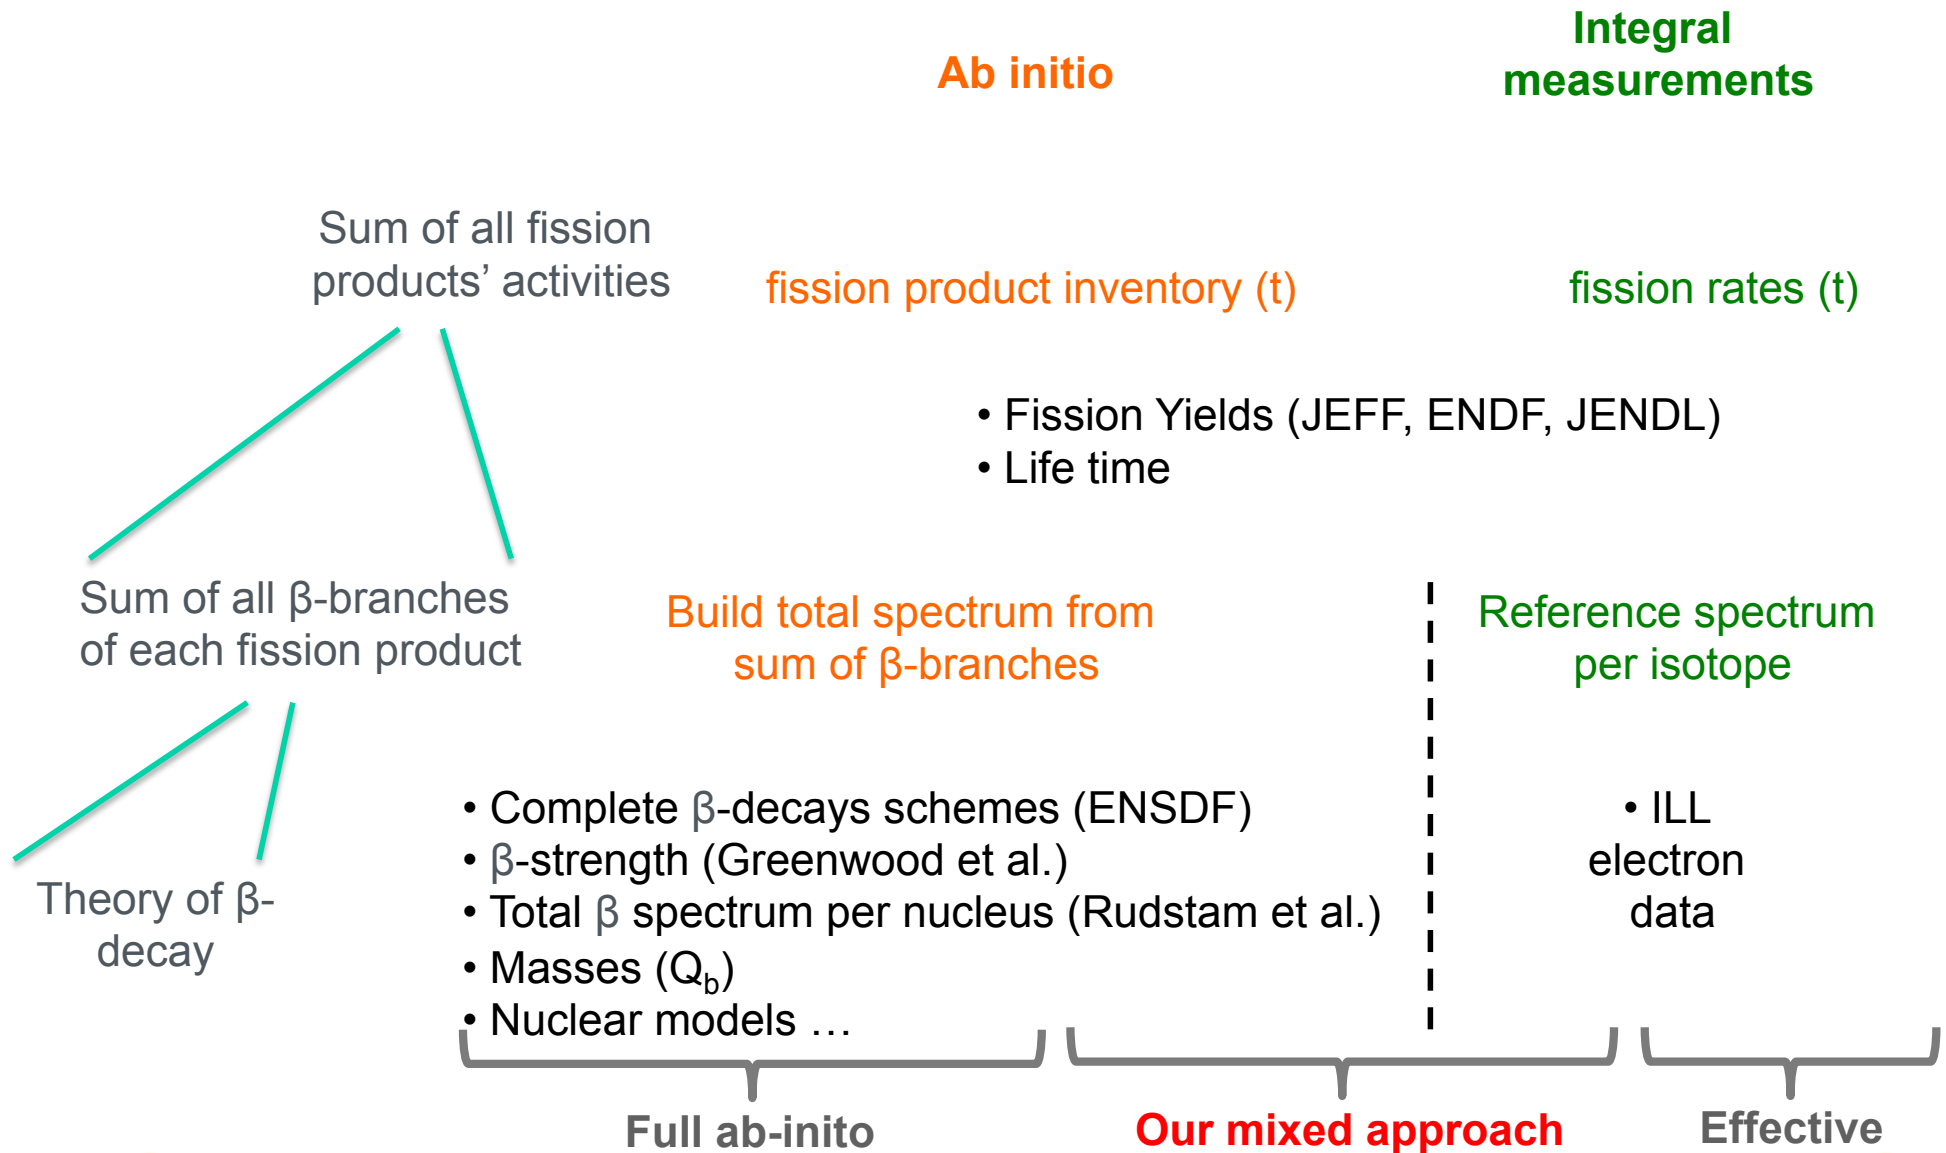 Ab initio
Integral
measurements
Sum of all fission
products’ activities
fission product inventory (t)
fission rates (t)
• Fission Yields (JEFF, ENDF, JENDL)
• Life time
Sum of all β-branches
of each fission product
Build total spectrum from
sum of β-branches
Reference spectrum
per isotope
• Complete β-decays schemes (ENSDF)
• β-strength (Greenwood et al.)
• Total β spectrum per nucleus (Rudstam et al.)
• Masses (Qb)
• Nuclear models …
• ILL
electron
data
Theory of β-
decay
Full ab-inito
Our mixed approach
Effective